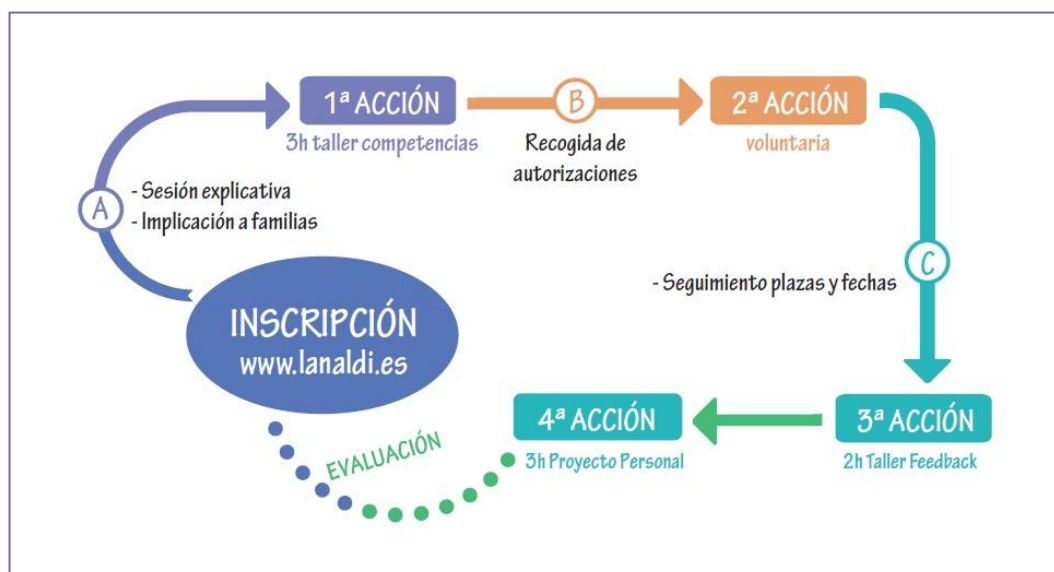 INSCRIPCIÓN
www.lanaldi.es
A
- Sesión explicativa
- Implicación a familias
1ª ACCIÓN
3h taller competencias
B
Recogida de
autorizaciones
2ª ACCIÓN
voluntaria
C
- Seguimiento plazas y fechas
3ª ACCIÓN
2h Taller Feedback
4ª ACCIÓN
3h Proyecto Personal
EVALUACIÓN